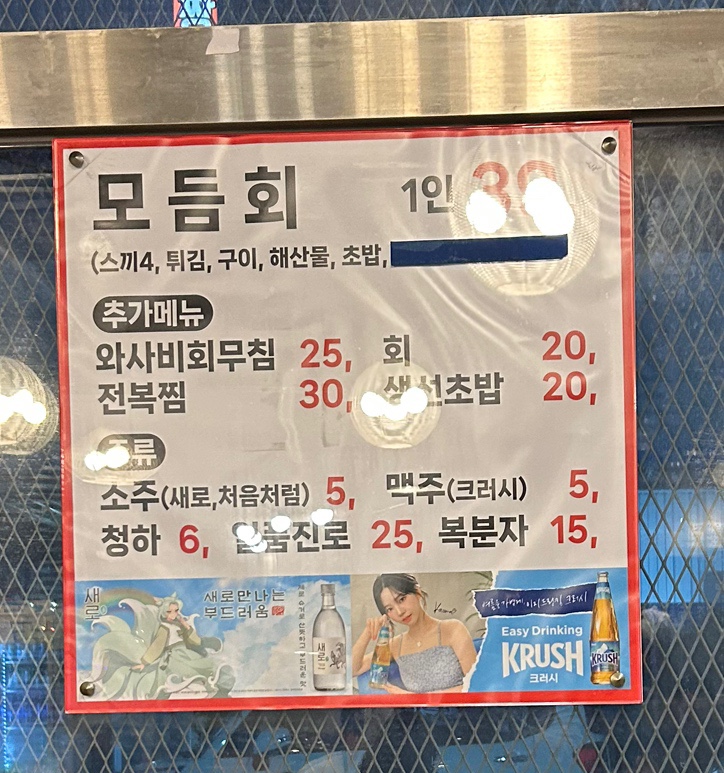 모듬회 1인 39
(스끼4, 튀김, 구이, 해산물, 초밥,
추가메뉴
와사비회무침 25, 회 20,
전복찜 30, 생선초밥 20,
주류
소주(새로,처음처럼) 5, 맥주(크러시) 5,
청하 6, 일품진로 25, 복분자 15,
새로
새로만나는
부드러움
새로
Easy Drinking
KRUSH
크러시
KRUSH